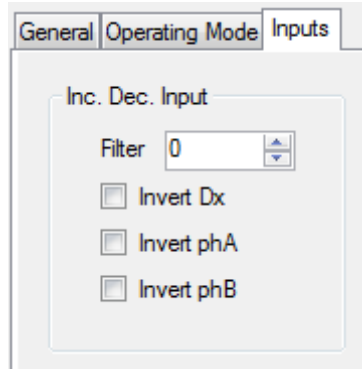 General Operating Mode Inputs
Inc. Dec. Input
Filter 0
Invert Dx
Invert phA
Invert phB